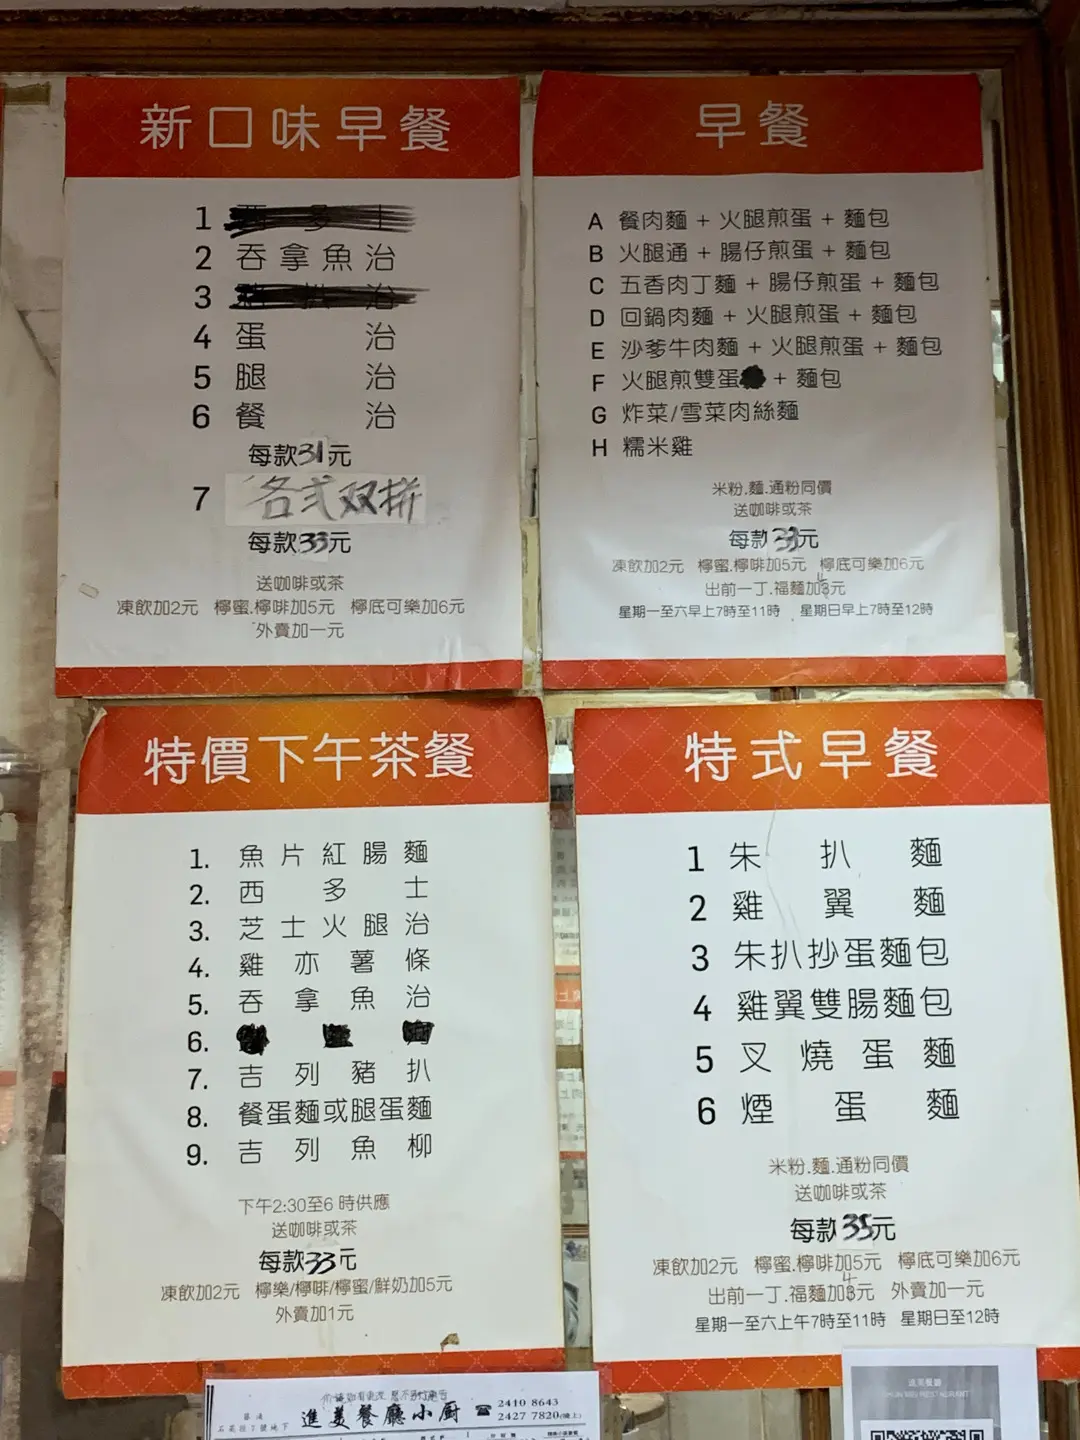 新口味早餐
1
2 吞拿魚治
3
4 蛋治
5 腿治
6 餐治
每款31元
7 各式双拼
每款33元
送咖啡或茶
凍飲加2元 檸蜜.檸啡加5元 檸底可樂加6元
外賣加一元
早餐
A 餐肉麵 + 火腿煎蛋 + 麵包
B 火腿通 + 腸仔煎蛋 + 麵包
C 五香肉丁麵 + 腸仔煎蛋 + 麵包
D 回鍋肉麵 + 火腿煎蛋 + 麵包
E 沙爹牛肉麵 + 火腿煎蛋 + 麵包
F 火腿煎雙蛋 + 麵包
G 炸菜/雪菜肉絲麵
H 糯米雞
米粉.麵.通粉同價
送咖啡或茶
每款33元
凍飲加2元 檸蜜.檸啡加5元 檸底可樂加6元
出前一丁.福麵加4元
星期一至六早上7時至11時 星期日早上7時至12時
特價下午茶餐
1. 魚片紅腸麵
2. 西多士
3. 芝士火腿治
4. 雞亦薯條
5. 吞拿魚治
6.
7. 吉列豬扒
8. 餐蛋麵或腿蛋麵
9. 吉列魚柳
下午2:30至6 時供應
送咖啡或茶
每款33元
凍飲加2元 檸樂/檸啡/檸蜜/鮮奶加5元
外賣加1元
特式早餐
1 朱扒麵
2 雞翼麵
3 朱扒抄蛋麵包
4 雞翼雙腸麵包
5 叉燒蛋麵
6 煙蛋麵
米粉.麵.通粉同價
送咖啡或茶
每款35元
凍飲加2元 檸蜜.檸啡加5元 檸底可樂加6元
出前一丁.福麵加4元 外賣加一元
星期一至六上午7時至11時 星期日至12時
進美餐廳小廚
☎ 2410 8643
2427 7820(晚上)